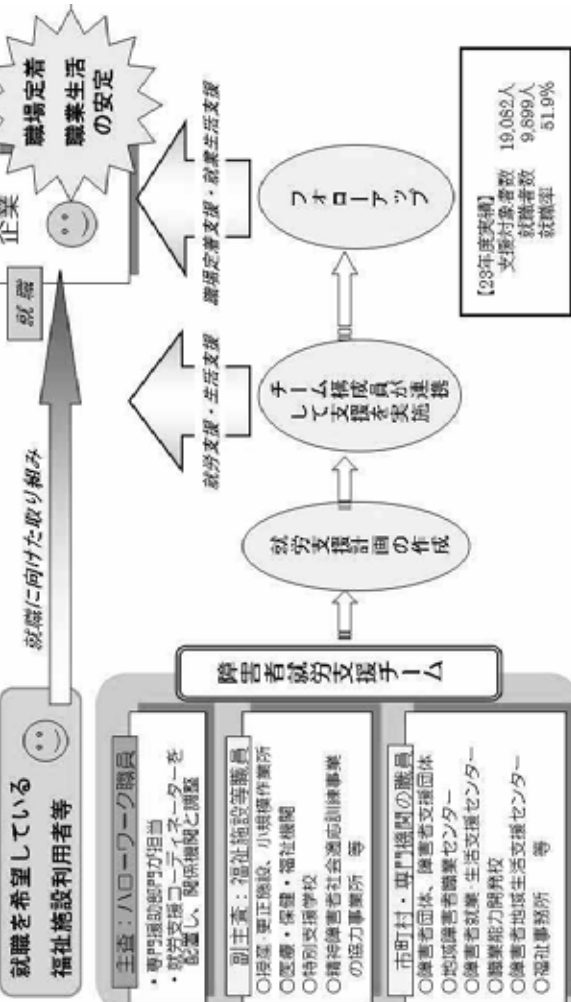 就職を希望している
福祉施設利用者等
就職に向けた取り組み
就職
企業
職場定着
職業生活
の安定
主査：ハローワーク職員
・専門援助部門が担当
・就労支援コーディネーターを
配置し、関係機関と調整
副主査：福祉施設等職員
○授産・更正施設、小規模作業所
○医療・保健・福祉機関
○特別支援学校
○精神障害者社会適応訓練事業
の協力事業所　等
市町村・専門機関の職員
○障害者団体、障害者支援団体
○地域障害者職業センター
○障害者就業・生活支援センター
○職業能力開発校
○障害者地域生活支援センター
○福祉事務所　等
障害者就労支援チーム
就労支援計画の作成
チーム構成員が連携
して支援を実施
フォローアップ
就労支援・生活支援
職場定着支援・就業生活支援
【23年度実績】
支援対象者数　19,082人
就職者数　9,899人
就職率　51.9%